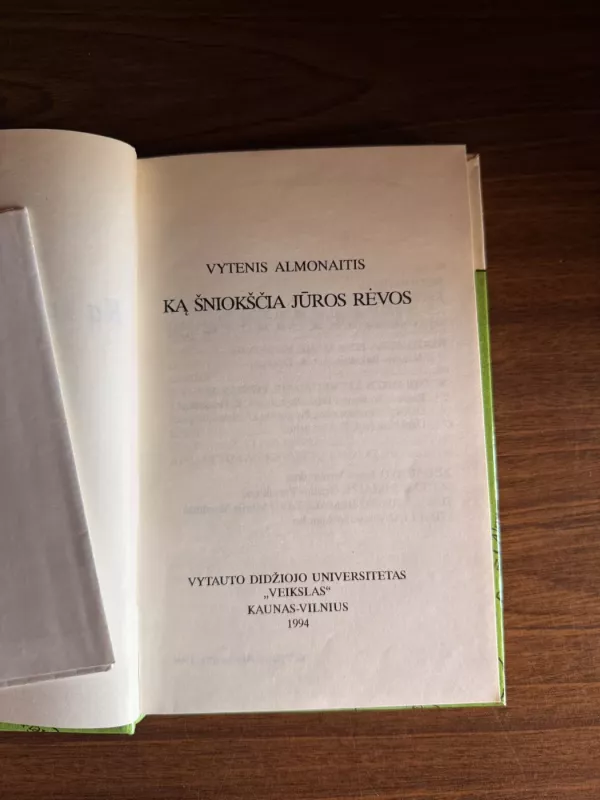 VYTENIS ALMONAITIS
KĄ ŠNIOKŠČIA JŪROS RĖVOS
VYTAUTO DIDŽIOJO UNIVERSITETAS
„VEIKSLAS“
KAUNAS-VILNIUS
1994